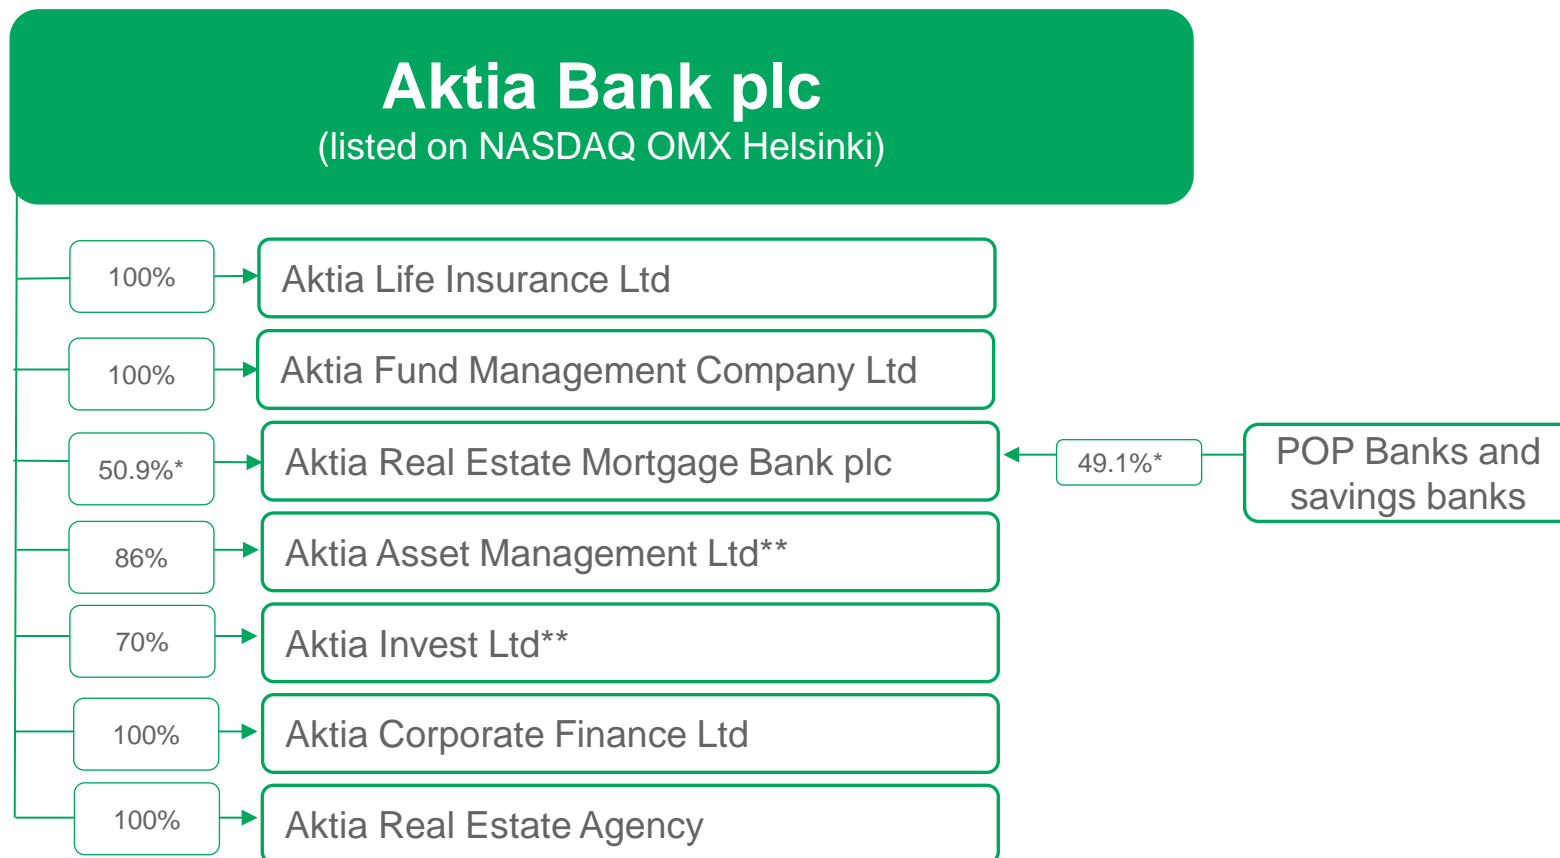 Aktia Bank plc
(listed on NASDAQ OMX Helsinki)
100%
Aktia Life Insurance Ltd
100%
Aktia Fund Management Company Ltd
50.9%*
Aktia Real Estate Mortgage Bank plc
49.1%*
POP Banks and
savings banks
86%
Aktia Asset Management Ltd**
70%
Aktia Invest Ltd**
100%
Aktia Corporate Finance Ltd
100%
Aktia Real Estate Agency